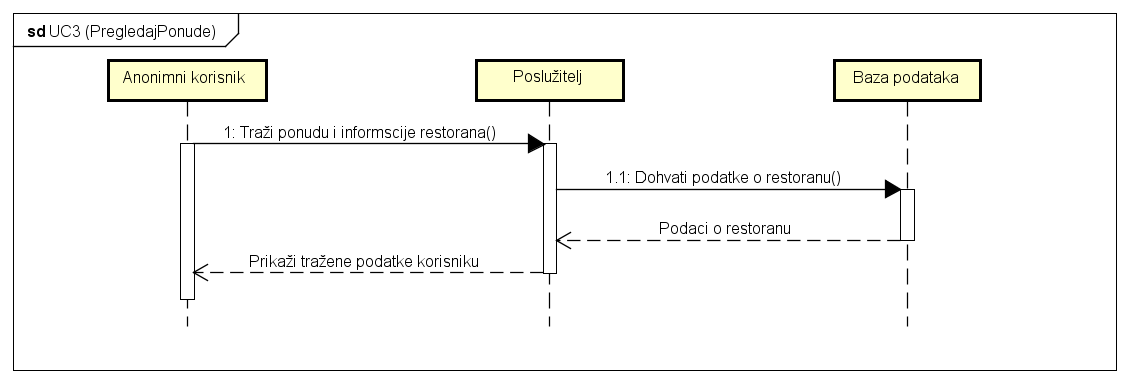 sd UC3 (PregledajPonude)
Anonimni korisnik
Poslužitelj
Baza podataka
1: Traži ponudu i informscije restorana()
1.1: Dohvati podatke o restoranu()
Podaci o restoranu
Prikaži tražene podatke korisniku